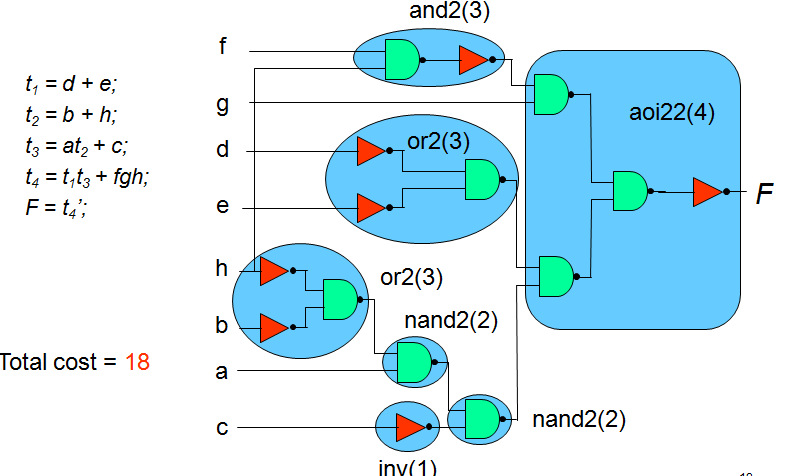 and2(3)
f
t₁ = d + e;
t₂ = b + h;
t₃ = at₂ + c;
t₄ = t₁t₃ + fgh;
F = t₄';
g
aoi22(4)
d
or2(3)
F
e
h
or2(3)
b
nand2(2)
Total cost = 18
a
c
nand2(2)
inv(1)